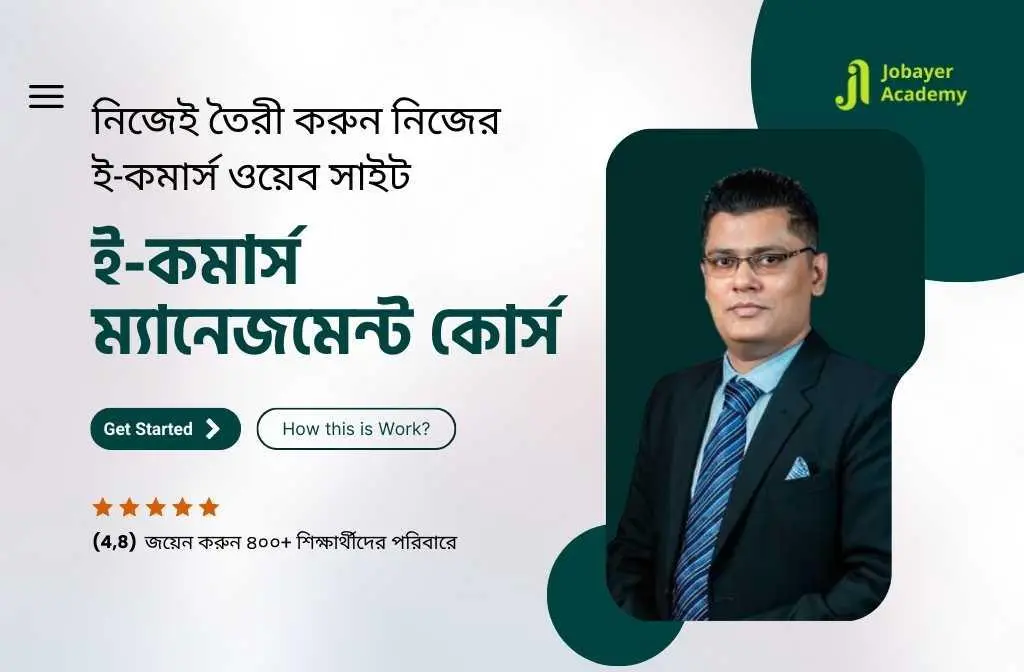 Jobayer
Academy
নিজেই তৈরী করুন নিজের
ই-কমার্স ওয়েব সাইট
ই-কমার্স
ম্যানেজমেন্ট কোর্স
Get Started
How this is Work?
(4,8) জয়েন করুন ৪০০+ শিক্ষার্থীদের পরিবারে